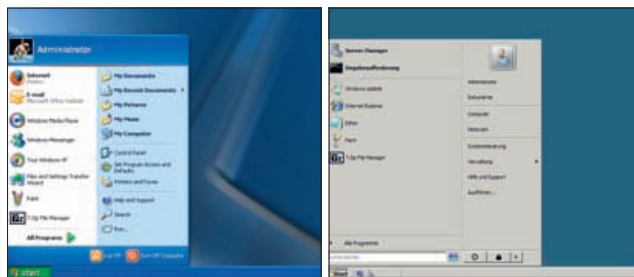 Administrator
Internet
E-mail
Microsoft Office Outlook
Windows Media Player
Windows Messenger
Tour Windows XP
Files and Settings Transfer
Wizard
Paint
7-Zip File Manager
All Programs
My Documents
My Recent Documents
My Pictures
My Music
My Computer
Control Panel
Set Program Access and
Defaults
Printers and Faxes
Help and Support
Search
Run...
Log Off
Turn Off Computer
start
Server Manager
Eingabeaufforderung
Windows Update
Internet Explorer
Editor
Paint
7-Zip File Manager
Alle Programme
Administrator
Dokumente
Computer
Netzwerk
Systemsteuerung
Verwaltung
Hilfe und Support
Ausführen...
Start